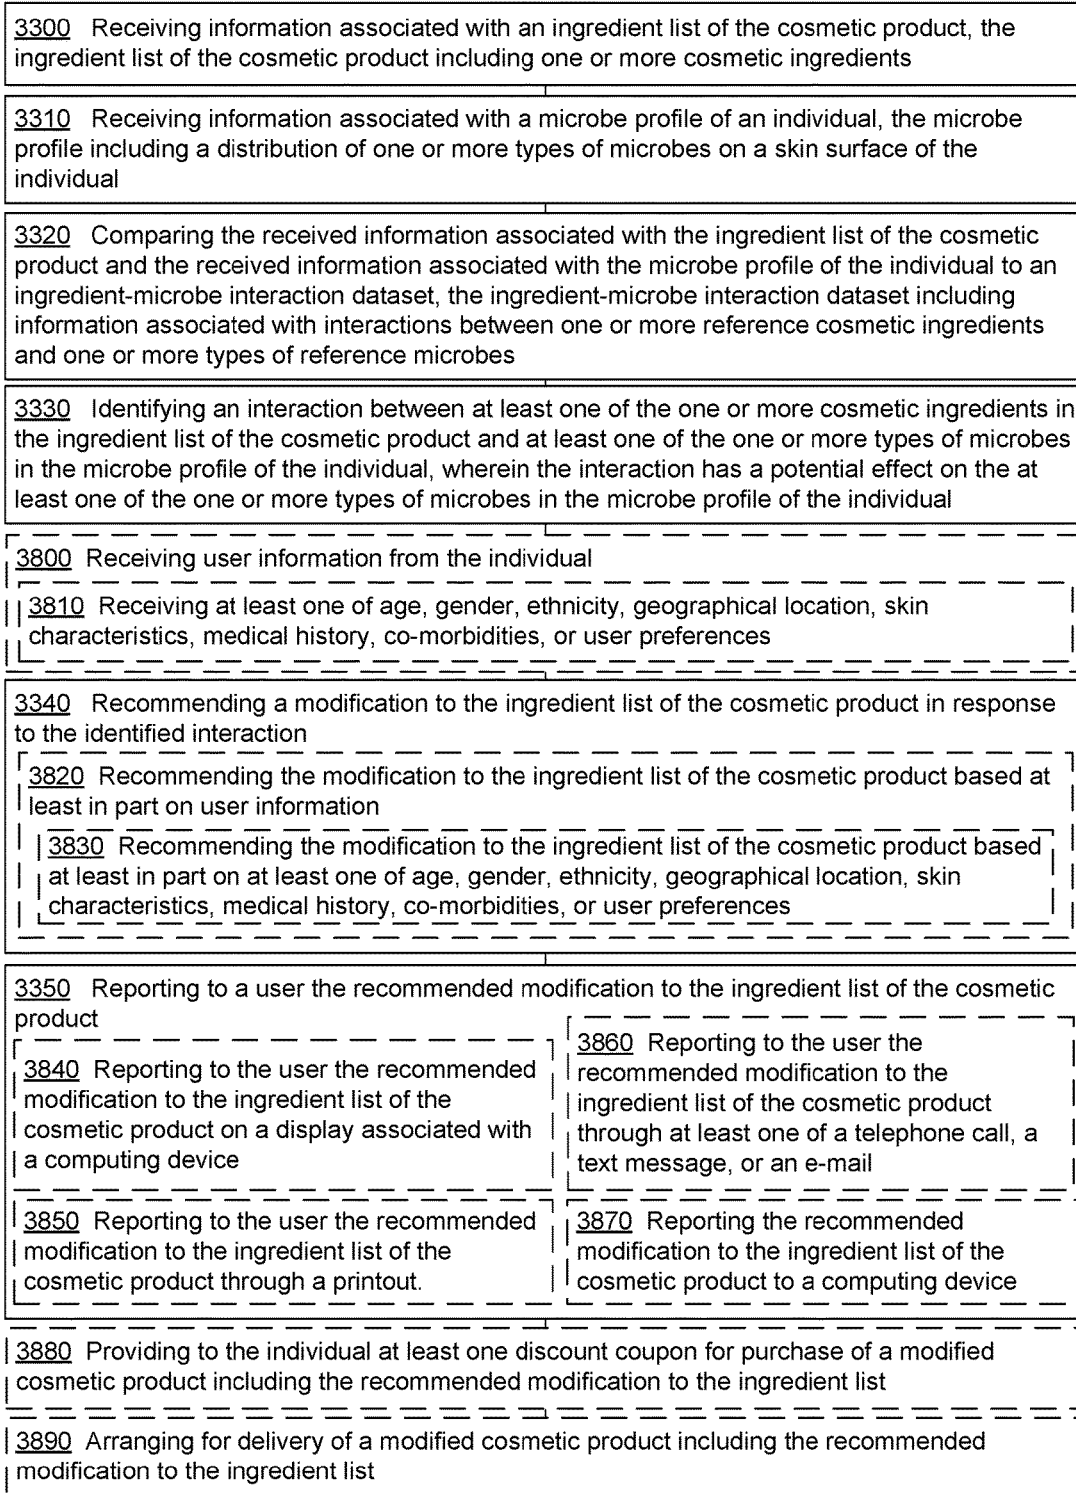 3300 Receiving information associated with an ingredient list of the cosmetic product, the
ingredient list of the cosmetic product including one or more cosmetic ingredients
3310 Receiving information associated with a microbe profile of an individual, the microbe
profile including a distribution of one or more types of microbes on a skin surface of the
individual
3320 Comparing the received information associated with the ingredient list of the cosmetic
product and the received information associated with the microbe profile of the individual to an
ingredient-microbe interaction dataset, the ingredient-microbe interaction dataset including
information associated with interactions between one or more reference cosmetic ingredients
and one or more types of reference microbes
3330 Identifying an interaction between at least one of the one or more cosmetic ingredients in
the ingredient list of the cosmetic product and at least one of the one or more types of microbes
in the microbe profile of the individual, wherein the interaction has a potential effect on the at
least one of the one or more types of microbes in the microbe profile of the individual
3800 Receiving user information from the individual
3810 Receiving at least one of age, gender, ethnicity, geographical location, skin
characteristics, medical history, co-morbidities, or user preferences
3340 Recommending a modification to the ingredient list of the cosmetic product in response
to the identified interaction
3820 Recommending the modification to the ingredient list of the cosmetic product based at
least in part on user information
3830 Recommending the modification to the ingredient list of the cosmetic product based
at least in part on at least one of age, gender, ethnicity, geographical location, skin
characteristics, medical history, co-morbidities, or user preferences
3350 Reporting to a user the recommended modification to the ingredient list of the cosmetic
product
3840 Reporting to the user the recommended
modification to the ingredient list of the
cosmetic product on a display associated with
a computing device
3850 Reporting to the user the recommended
modification to the ingredient list of the
cosmetic product through a printout.
3860 Reporting to the user the
recommended modification to the
ingredient list of the cosmetic product
through at least one of a telephone call, a
text message, or an e-mail
3870 Reporting the recommended
modification to the ingredient list of the
cosmetic product to a computing device
3880 Providing to the individual at least one discount coupon for purchase of a modified
cosmetic product including the recommended modification to the ingredient list
3890 Arranging for delivery of a modified cosmetic product including the recommended
modification to the ingredient list